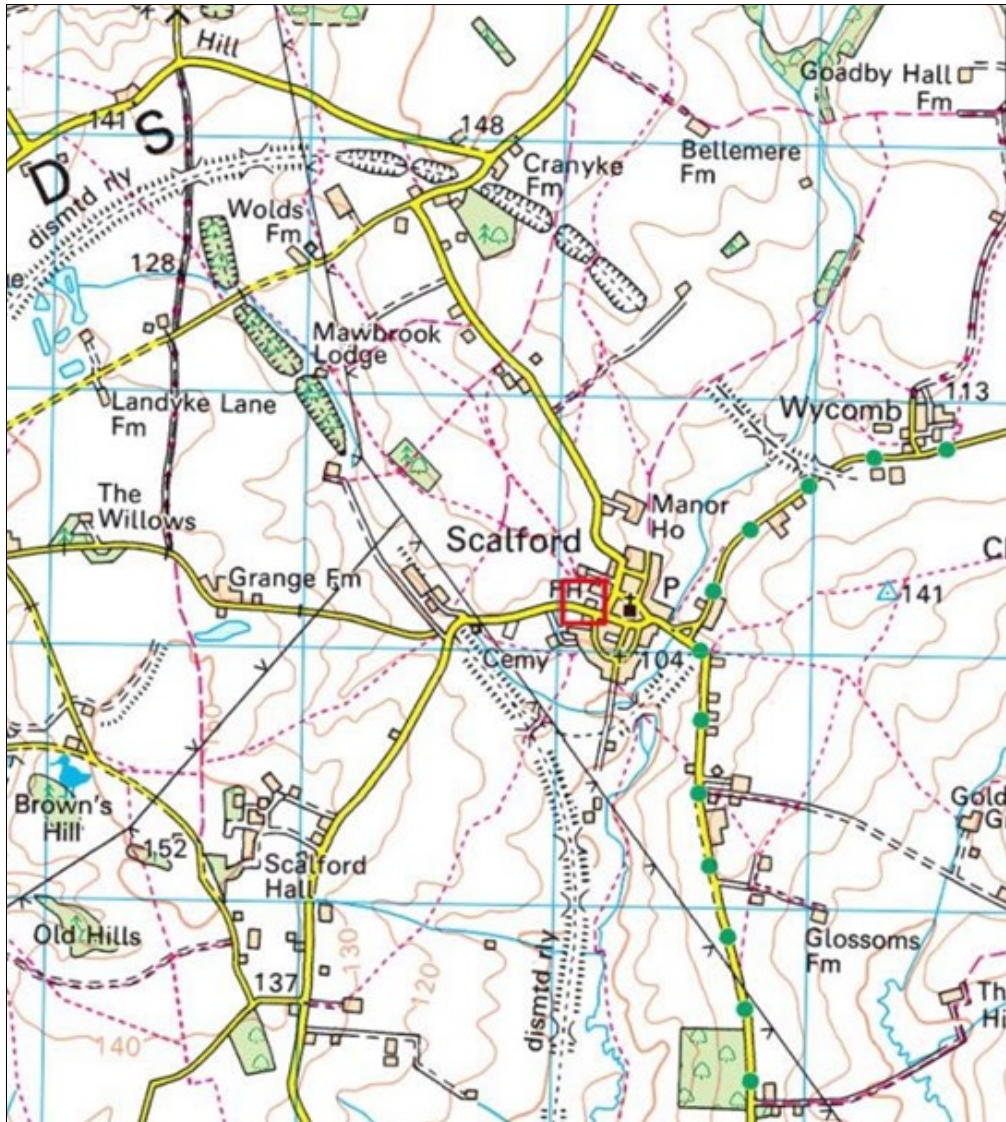 Hill
Goadby Hall
Fm
141
S
148
D
Cranyke
Fm
Bellemere
Fm
dismtd rly
Wolds
Fm
128
Mawbrook
Lodge
Landyke Lane
Fm
Wycomb
113
The
Willows
Manor
Ho
Scalford
Grange Fm
PH
P
141
Cemy
104
Brown's
Hill
152
Scalford
Hall
Old Hills
Glossoms
Fm
130
dismtd rly
137
120
140